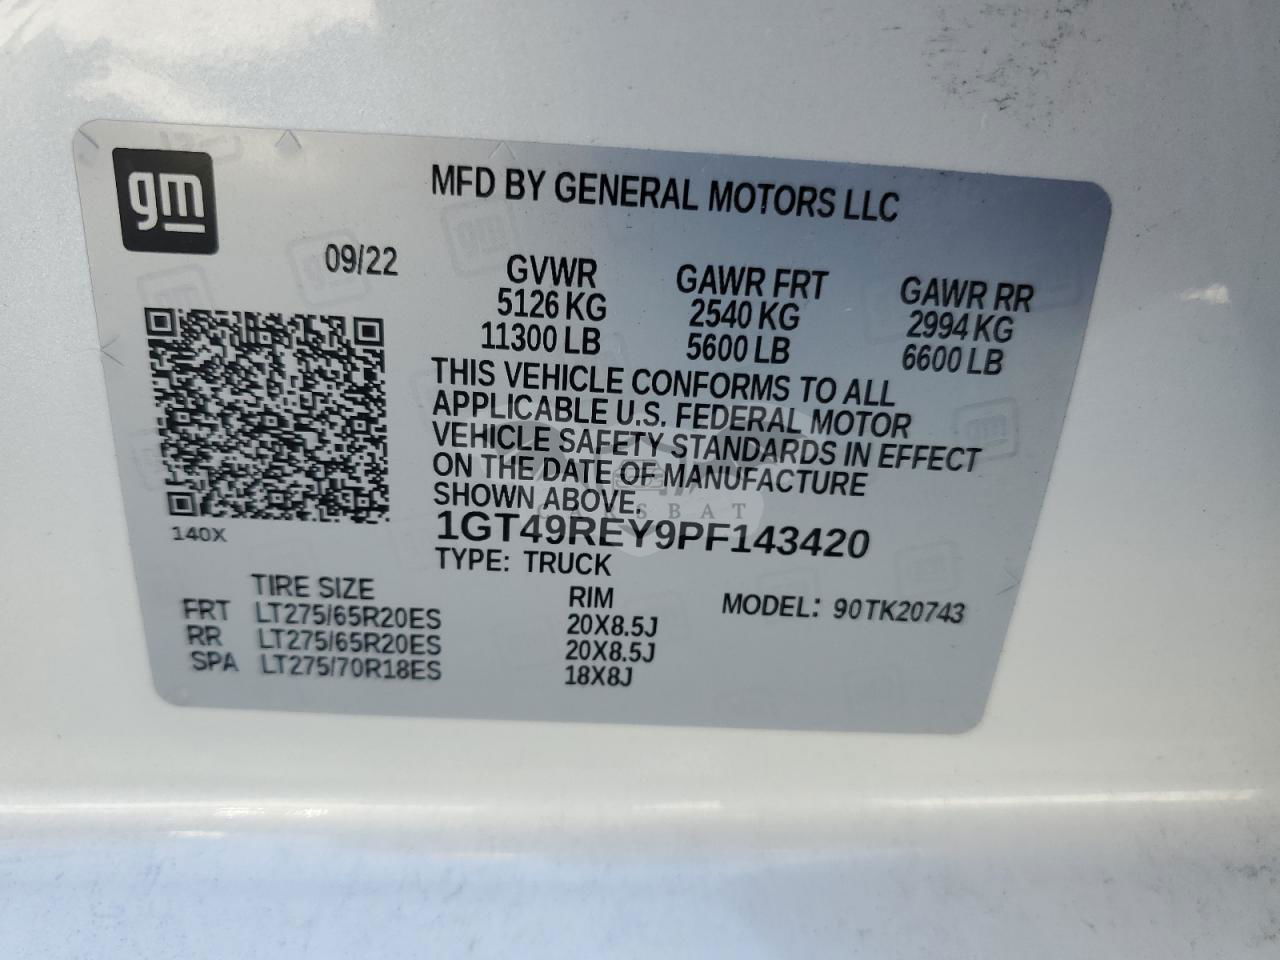 gm
MFD BY GENERAL MOTORS LLC
09/22
GVWR GAWR FRT GAWR RR
5126 KG 2540 KG 2994 KG
11300 LB 5600 LB 6600 LB
THIS VEHICLE CONFORMS TO ALL
APPLICABLE U.S. FEDERAL MOTOR
VEHICLE SAFETY STANDARDS IN EFFECT
ON THE DATE OF MANUFACTURE
SHOWN ABOVE.
CARSBAT
1GT49REY9PF143420
140X
TYPE: TRUCK
TIRE SIZE RIM MODEL: 90TK20743
FRT LT275/65R20ES 20X8.5J
RR LT275/65R20ES 20X8.5J
SPA LT275/70R18ES 18X8J